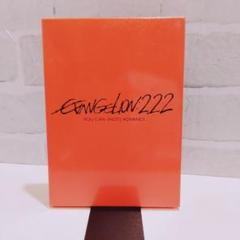 EVANGELION:2.22
YOU CAN (NOT) ADVANCE.